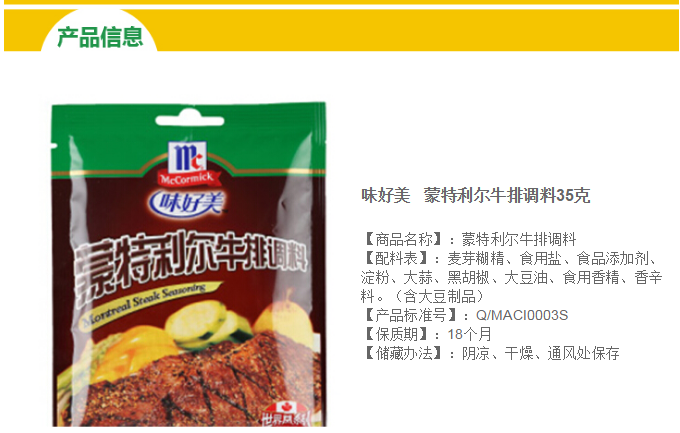 产品信息
Mc
McCormick
味好美
蒙特利尔牛排调料
Montreal Steak Seasoning
味好美 蒙特利尔牛排调料35克
【商品名称】：蒙特利尔牛排调料
【配料表】：麦芽糊精、食用盐、食品添加剂、
淀粉、大蒜、黑胡椒、大豆油、食用香精、香辛
料。（含大豆制品）
【产品标准号】：Q/MACI0003S
【保质期】：18个月
【储藏办法】：阴凉、干燥、通风处保存